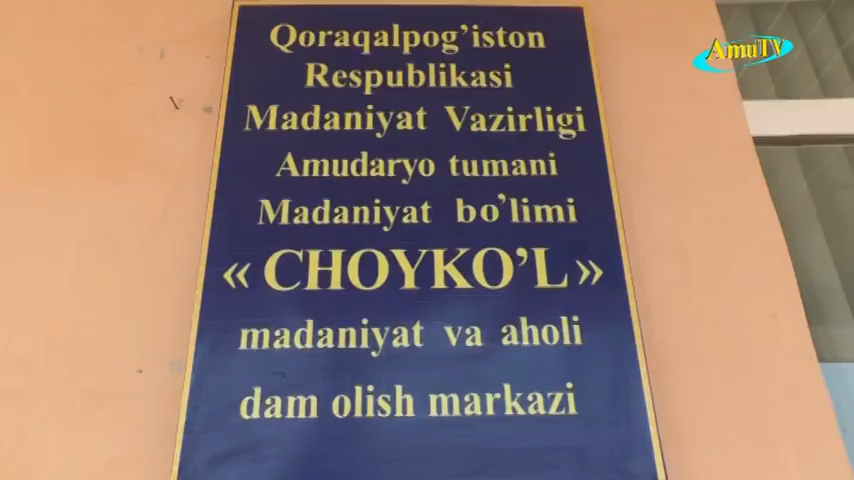 Qoraqalpog’iston
Respublikasi
Madaniyat Vazirligi
Amudaryo tumani
Madaniyat bo’limi
« CHOYKO’L »
madaniyat va aholi
dam olish markazi
AmuTV